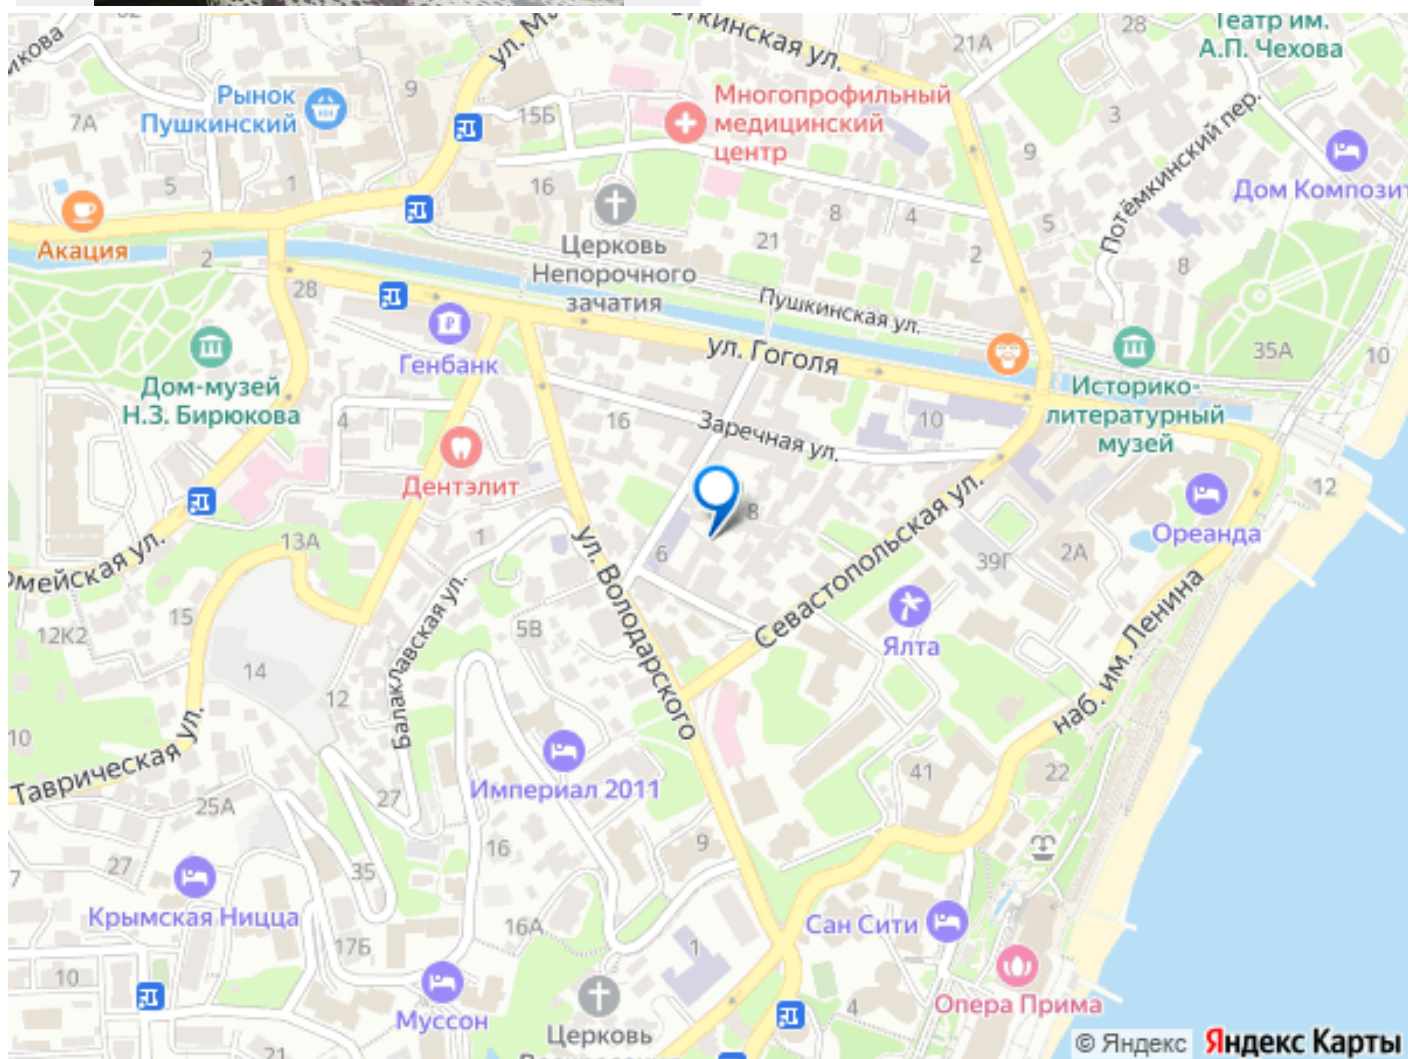 Театр им.
А.П. Чехова
28
21А
9
7А
Рынок
Пушкинский
15Б
Многопрофильный
медицинский
центр
3
9
Потёмкинский пер.
Дом Композит
5
1
16
Акация
2
Церковь
Непорочного
зачатия
21
8
4
2
5
8
28
Пушкинская ул.
ул. Гоголя
Генбанк
35А
10
Дом-музей
Н.З. Бирюкова
4
16
Заречная ул.
10
Историко-
литературный
музей
Дентэлит
8
12
Ореанда
13А
1
6
39Г
2А
15
12К2
14
12
5В
ул. Володарского
Севастопольская ул.
Ялта
наб. им. Ленина
Балаклавская ул.
10
Таврическая ул.
25А
27
Империал 2011
41
22
27
7
35
16
9
Крымская Ницца
17Б
16А
1
Сан Сити
10
Муссон
Церковь
4
Опера Прима
21
© Яндекс Яндекс Карты